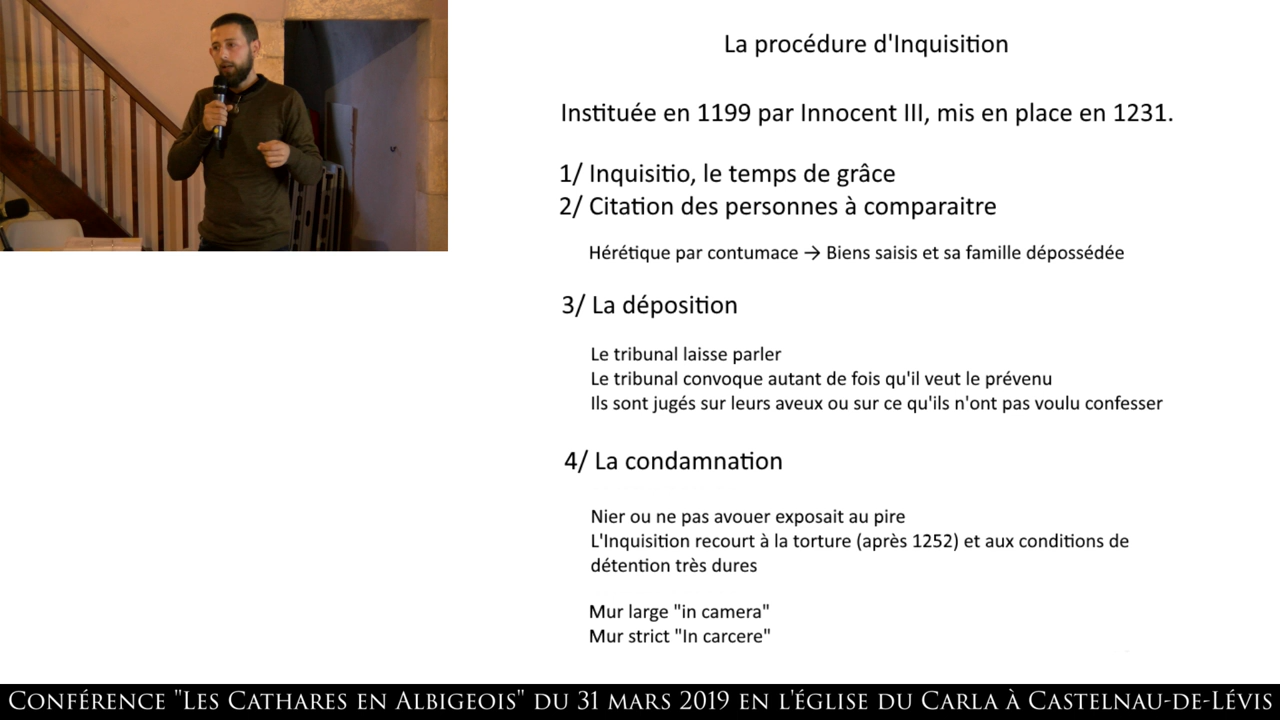 La procédure d'Inquisition
Instituée en 1199 par Innocent III, mis en place en 1231.
1/ Inquisitio, le temps de grâce
2/ Citation des personnes à comparaitre
Hérétique par contumace → Biens saisis et sa famille dépossédée
3/ La déposition
Le tribunal laisse parler
Le tribunal convoque autant de fois qu'il veut le prévenu
Ils sont jugés sur leurs aveux ou sur ce qu'ils n'ont pas voulu confesser
4/ La condamnation
Nier ou ne pas avouer exposait au pire
L'Inquisition recourt à la torture (après 1252) et aux conditions de
détention très dures
Mur large "in camera"
Mur strict "In carcere"
Conférence "Les Cathares en Albigeois" du 31 mars 2019 en l'église du Carla à Castelnau-de-Lévis